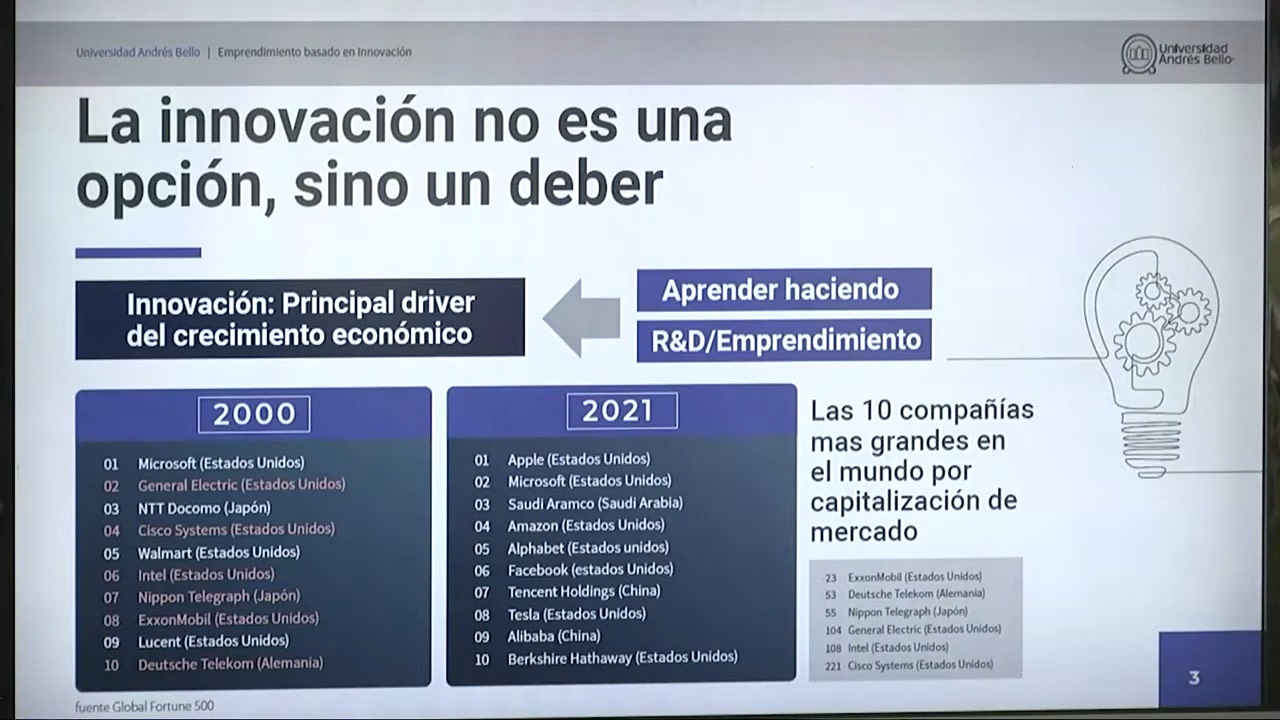 Universidad Andrés Bello | Emprendimiento basado en Innovación
Universidad
Andrés Bello
La innovación no es una
opción, sino un deber
Innovación: Principal driver
del crecimiento económico
Aprender haciendo
R&D/Emprendimiento
2000
01 Microsoft (Estados Unidos)
02 General Electric (Estados Unidos)
03 NTT Docomo (Japón)
04 Cisco Systems (Estados Unidos)
05 Walmart (Estados Unidos)
06 Intel (Estados Unidos)
07 Nippon Telegraph (Japón)
08 ExxonMobil (Estados Unidos)
09 Lucent (Estados Unidos)
10 Deutsche Telekom (Alemania)
2021
01 Apple (Estados Unidos)
02 Microsoft (Estados Unidos)
03 Saudi Aramco (Saudi Arabia)
04 Amazon (Estados Unidos)
05 Alphabet (Estados unidos)
06 Facebook (estados Unidos)
07 Tencent Holdings (China)
08 Tesla (Estados Unidos)
09 Alibaba (China)
10 Berkshire Hathaway (Estados Unidos)
Las 10 compañías
mas grandes en
el mundo por
capitalización de
mercado
23 ExxonMobil (Estados Unidos)
53 Deutsche Telekom (Alemania)
55 Nippon Telegraph (Japón)
104 General Electric (Estados Unidos)
108 Intel (Estados Unidos)
221 Cisco Systems (Estados Unidos)
3
fuente Global Fortune 500